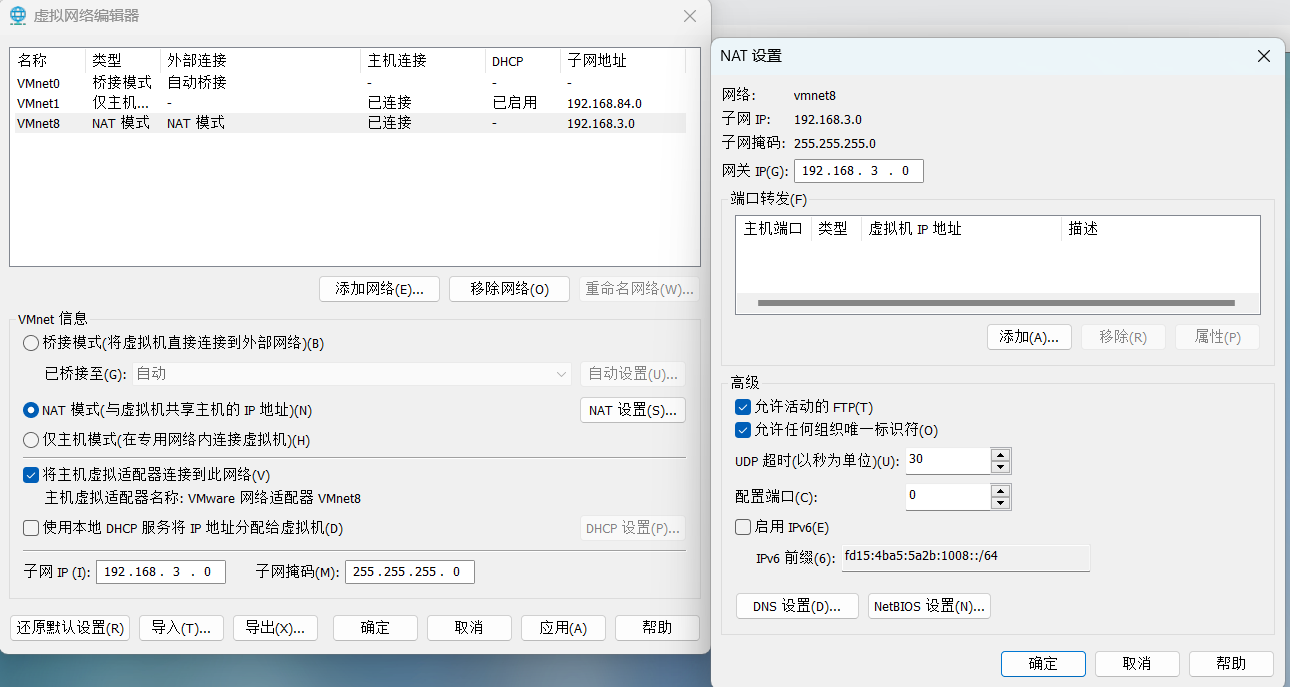 虚拟网络编辑器
名称 类型 外部连接 主机连接 DHCP 子网地址
VMnet0 桥接模式 自动桥接 - - -
VMnet1 仅主机... - 已连接 已启用 192.168.84.0
VMnet8 NAT 模式 NAT 模式 已连接 - 192.168.3.0
添加网络(E)... 移除网络(O) 重命名网络(W)...
VMnet 信息
桥接模式(将虚拟机直接连接到外部网络)(B)
已桥接至(G): 自动 自动设置(U)...
NAT 模式(与虚拟机共享主机的 IP 地址)(N) NAT 设置(S)...
仅主机模式(在专用网络内连接虚拟机)(H)
将主机虚拟适配器连接到此网络(V)
主机虚拟适配器名称: VMware 网络适配器 VMnet8
使用本地 DHCP 服务将 IP 地址分配给虚拟机(D) DHCP 设置(P)...
子网 IP (I): 192.168. 3 . 0 子网掩码(M): 255.255.255. 0
还原默认设置(R) 导入(T)... 导出(X)... 确定 取消 应用(A) 帮助
NAT 设置
网络: vmnet8
子网 IP: 192.168.3.0
子网掩码: 255.255.255.0
网关 IP(G): 192.168. 3 . 0
端口转发(F)
主机端口 类型 虚拟机 IP 地址 描述
添加(A)... 移除(R) 属性(P)
高级
允许活动的 FTP(T)
允许任何组织唯一标识符(O)
UDP 超时(以秒为单位)(U): 30
配置端口(C): 0
启用 IPv6(E)
IPv6 前缀(6): fd15:4ba5:5a2b:1008::/64
DNS 设置(D)... NetBIOS 设置(N)...
确定 取消 帮助